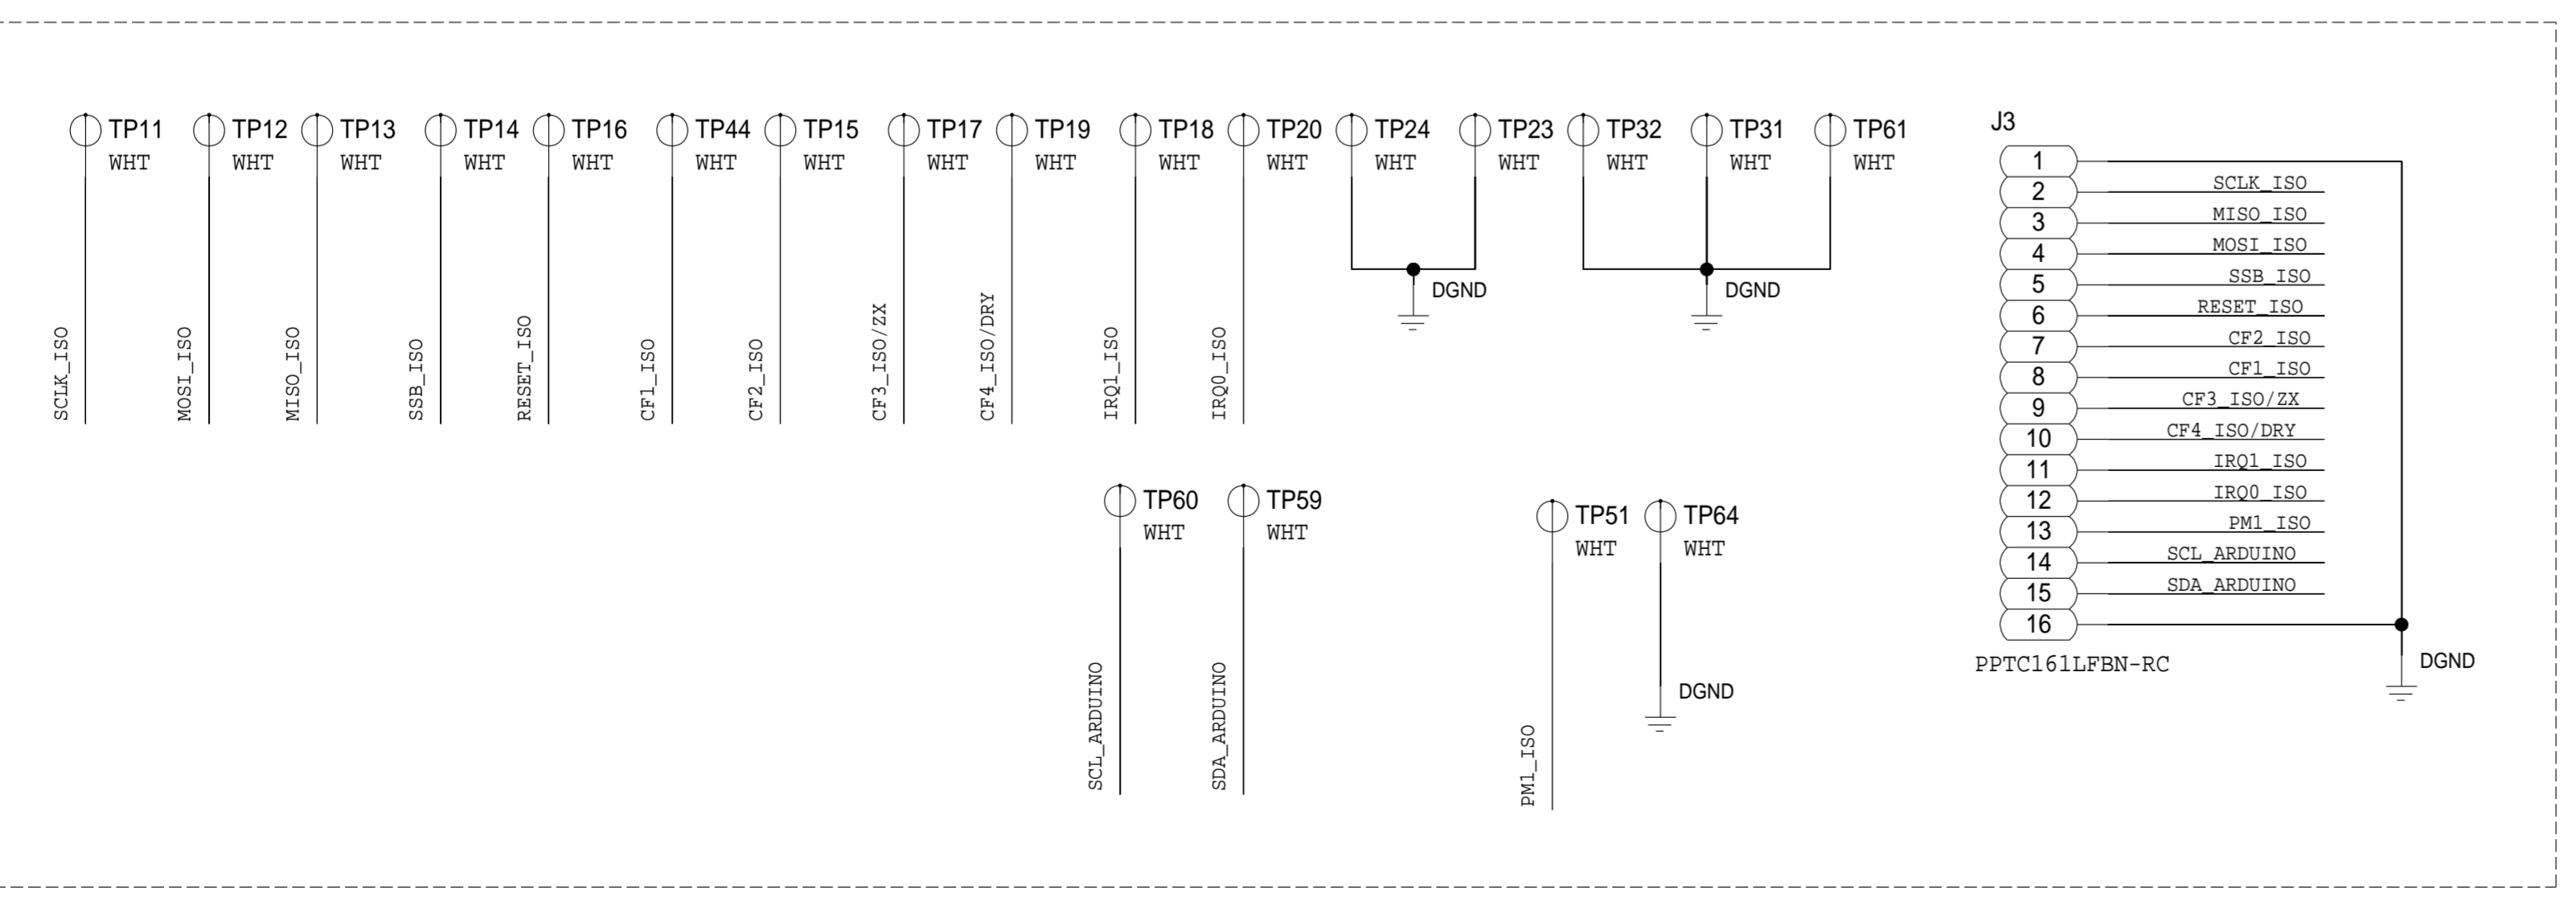 TP11
WHT
SCLK_ISO
TP12
WHT
MOSI_ISO
TP13
WHT
MISO_ISO
TP14
WHT
SSB_ISO
TP16
WHT
RESET_ISO
TP44
WHT
CF1_ISO
TP15
WHT
CF2_ISO
TP17
WHT
CF3_ISO/ZX
TP19
WHT
CF4_ISO/DRY
TP18
WHT
IRQ1_ISO
TP20
WHT
IRQ0_ISO
TP24
WHT
TP23
WHT
DGND
TP32
WHT
TP31
WHT
TP61
WHT
DGND
TP60
WHT
SCL_ARDUINO
TP59
WHT
SDA_ARDUINO
TP51
WHT
PM1_ISO
TP64
WHT
DGND
J3
1
2 SCLK_ISO
3 MISO_ISO
4 MOSI_ISO
5 SSB_ISO
6 RESET_ISO
7 CF2_ISO
8 CF1_ISO
9 CF3_ISO/ZX
10 CF4_ISO/DRY
11 IRQ1_ISO
12 IRQ0_ISO
13 PM1_ISO
14 SCL_ARDUINO
15 SDA_ARDUINO
16
PPTC161LFBN-RC
DGND